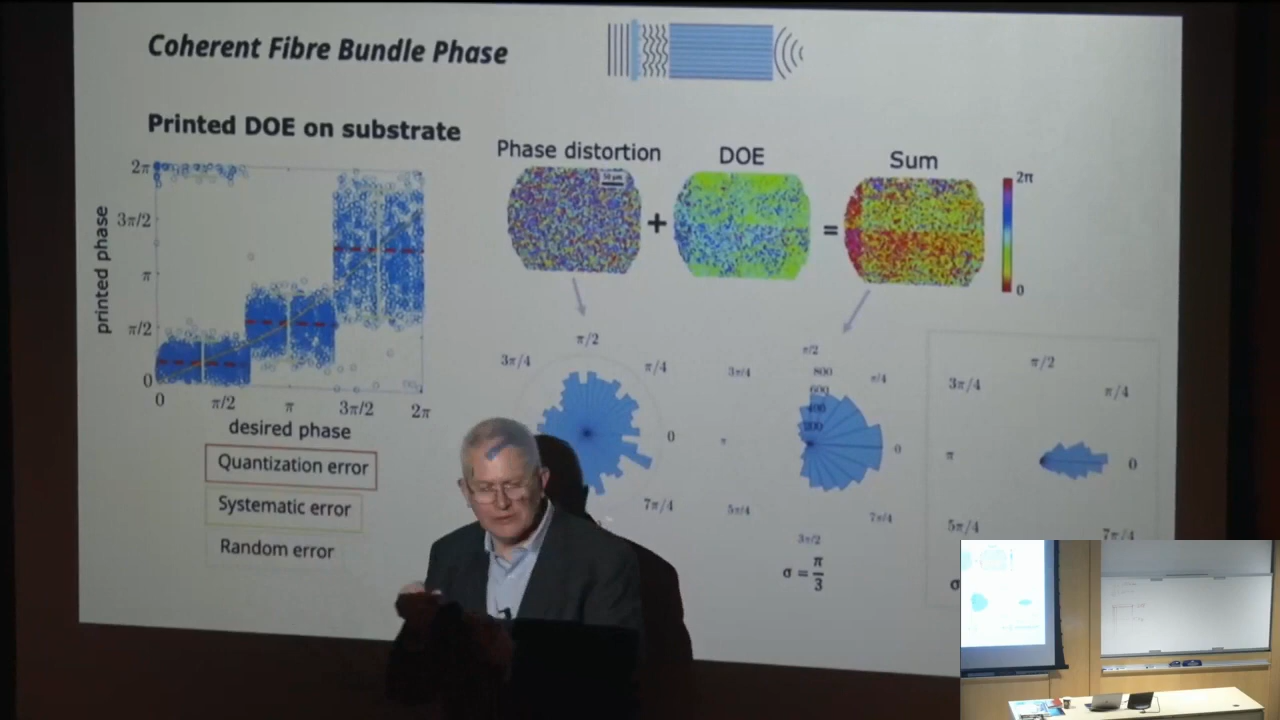 Coherent Fibre Bundle Phase
Printed DOE on substrate
Phase distortion
DOE
Sum
50 µm
+
=
2π
0
printed phase
2π
3π/2
π
π/2
0
0
π/2
π
3π/2
2π
desired phase
Quantization error
Systematic error
Random error
π/2
3π/4
π/4
0
7π/4
π/2
3π/4
800
π/4
600
400
200
π
0
5π/4
7π/4
3π/2
σ = π/3
π/2
3π/4
π/4
π
0
5π/4
7π/4
σ